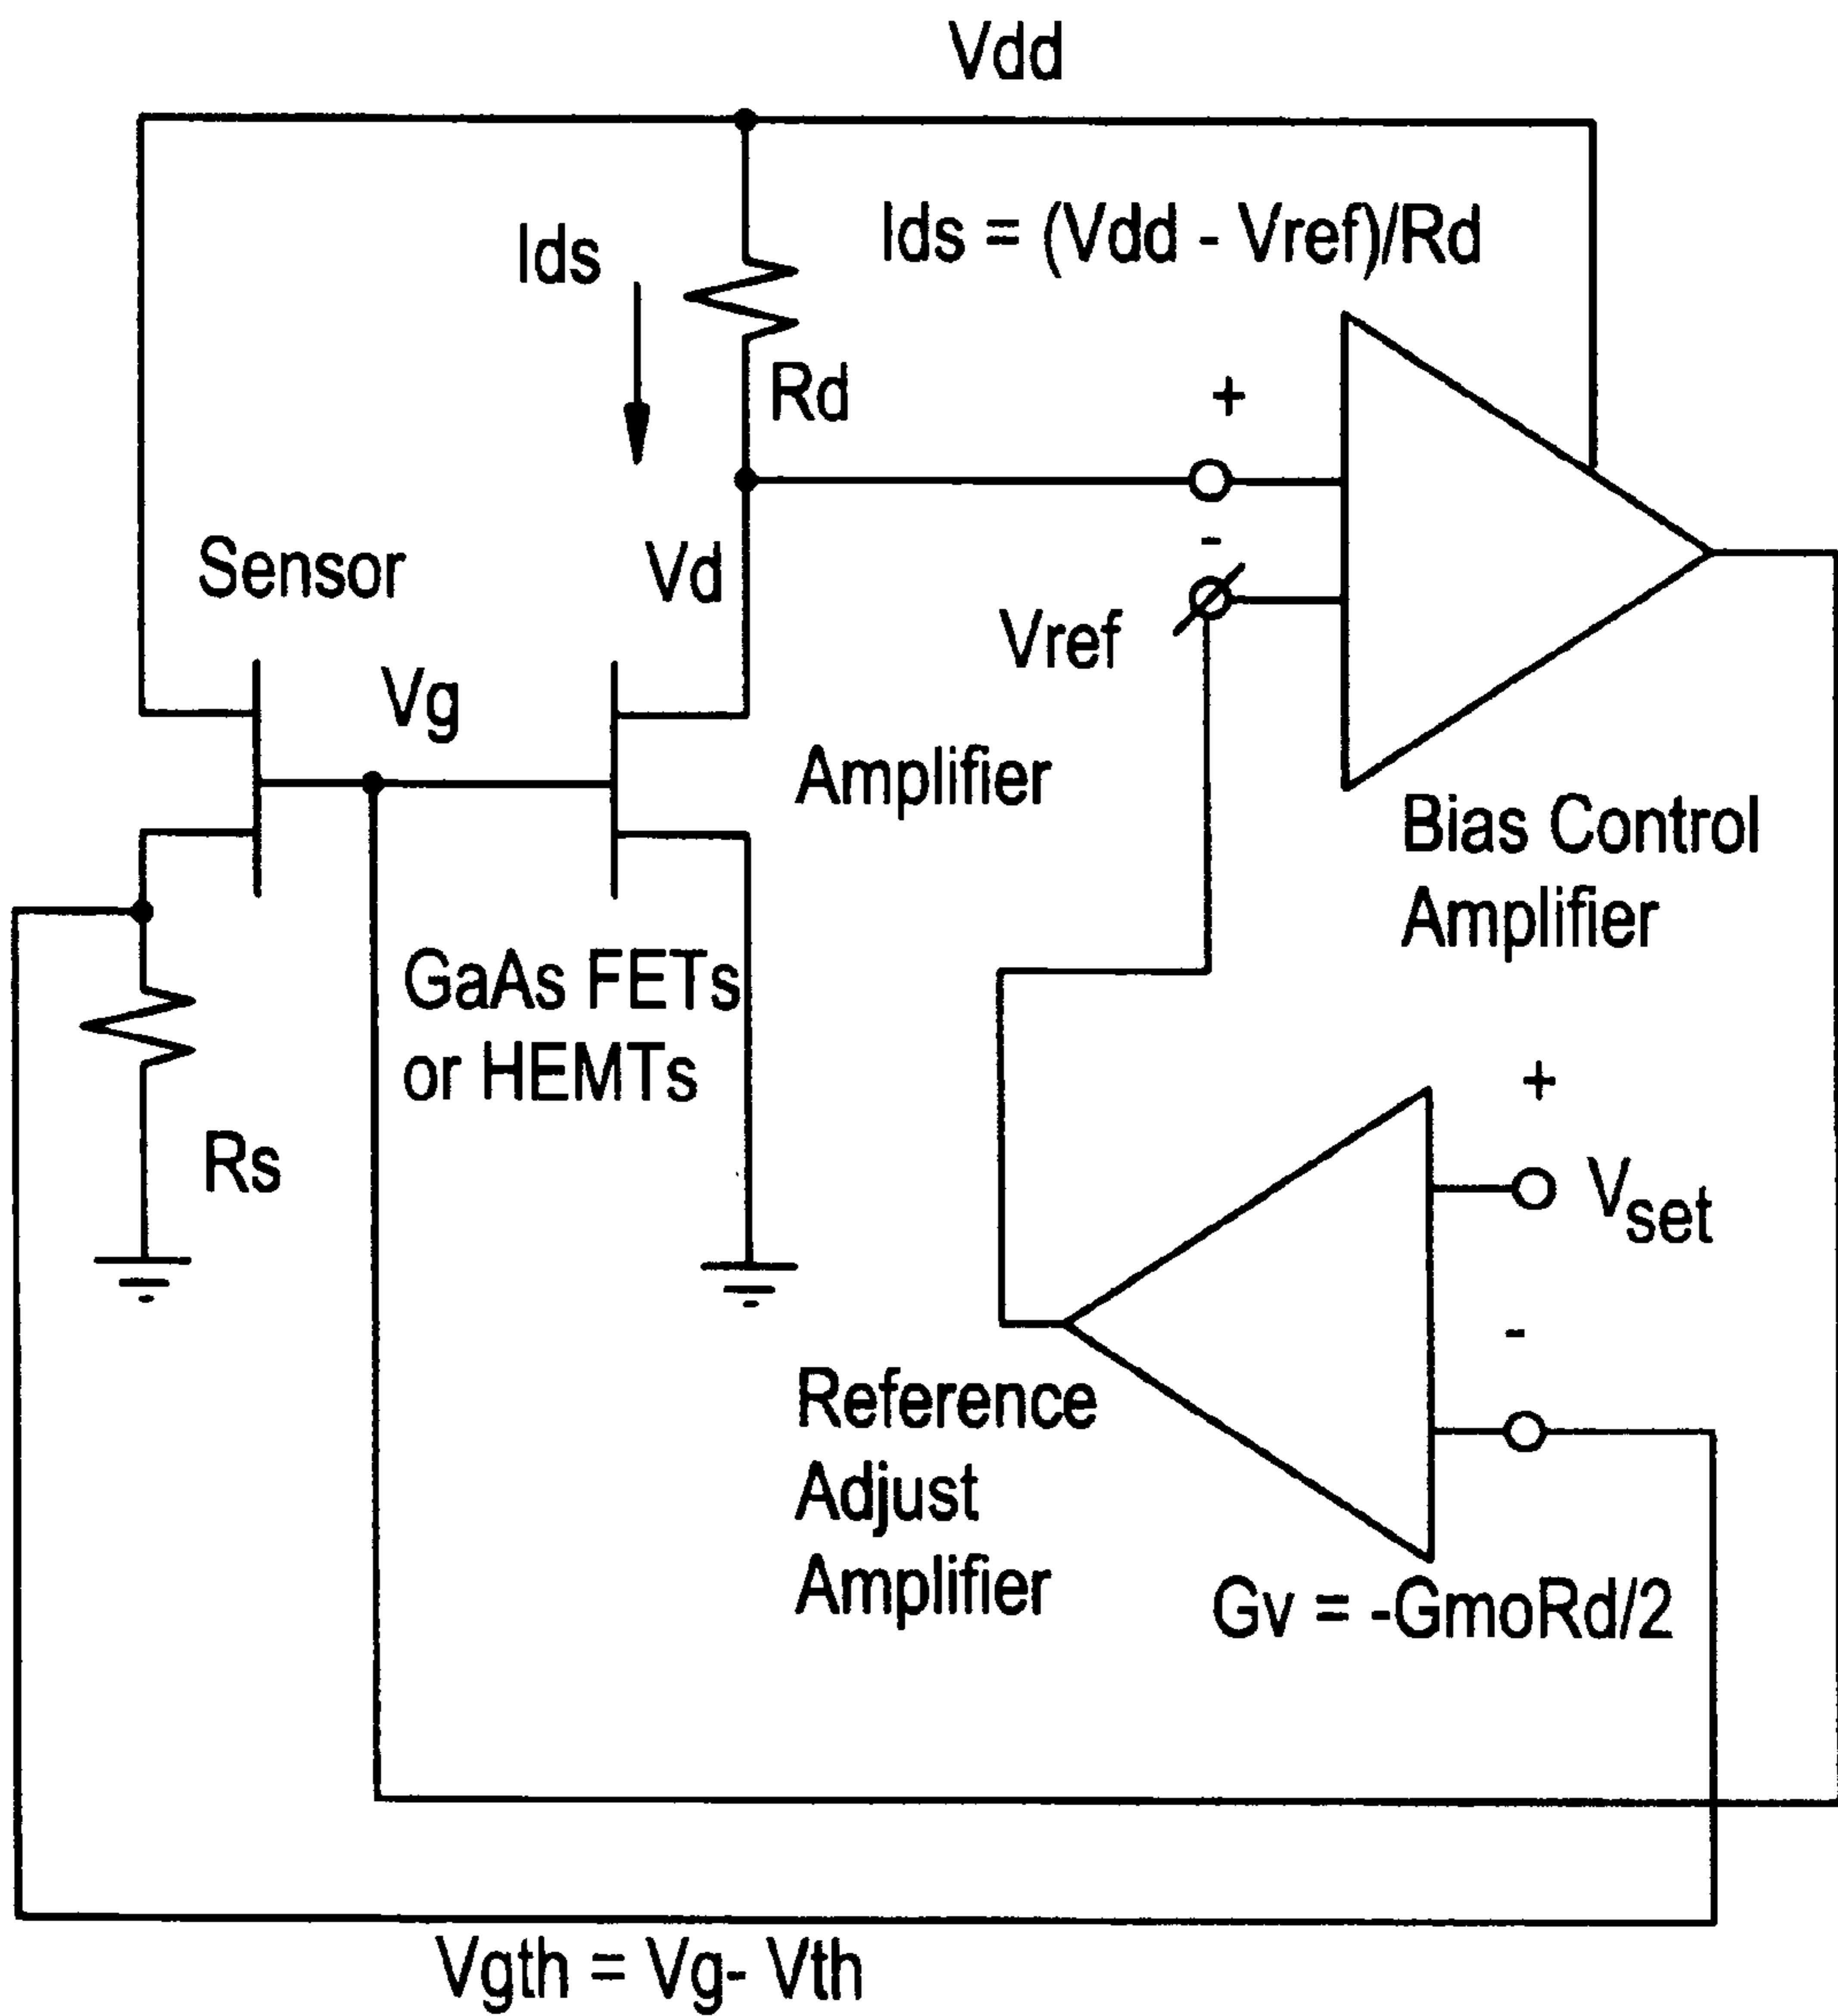 Vdd
Ids
Ids = (Vdd - Vref)/Rd
Rd
+
-
Sensor
Vd
Vref
Vg
Amplifier
Bias Control
Amplifier
GaAs FETs
or HEMTs
+
Rs
Vset
-
Reference
Adjust
Amplifier
Gv = -GmoRd/2
Vgth = Vg- Vth